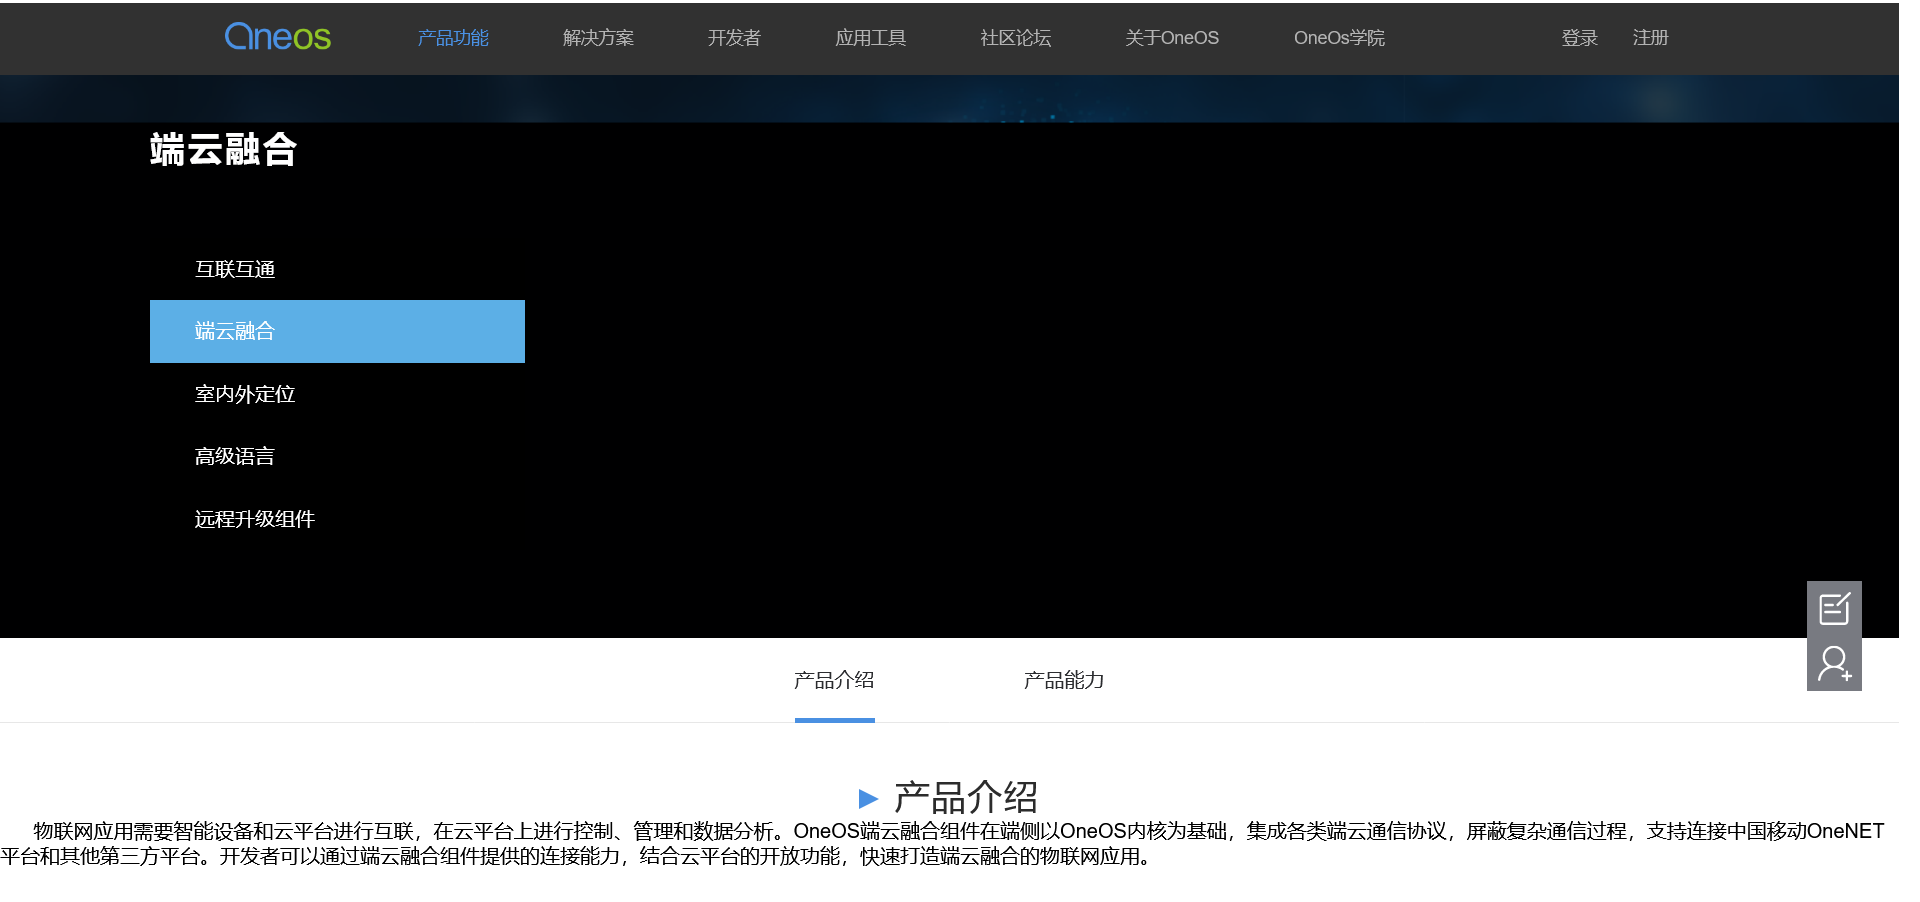 Oneos 产品功能 解决方案 开发者 应用工具 社区论坛 关于OneOS OneOs学院 登录 注册
端云融合
互联互通
端云融合
室内外定位
高级语言
远程升级组件
产品介绍 产品能力
产品介绍
物联网应用需要智能设备和云平台进行互联，在云平台上进行控制、管理和数据分析。OneOS端云融合组件在端侧以OneOS内核为基础，集成各类端云通信协议，屏蔽复杂通信过程，支持连接中国移动OneNET
平台和其他第三方平台。开发者可以通过端云融合组件提供的连接能力，结合云平台的开放功能，快速打造端云融合的物联网应用。